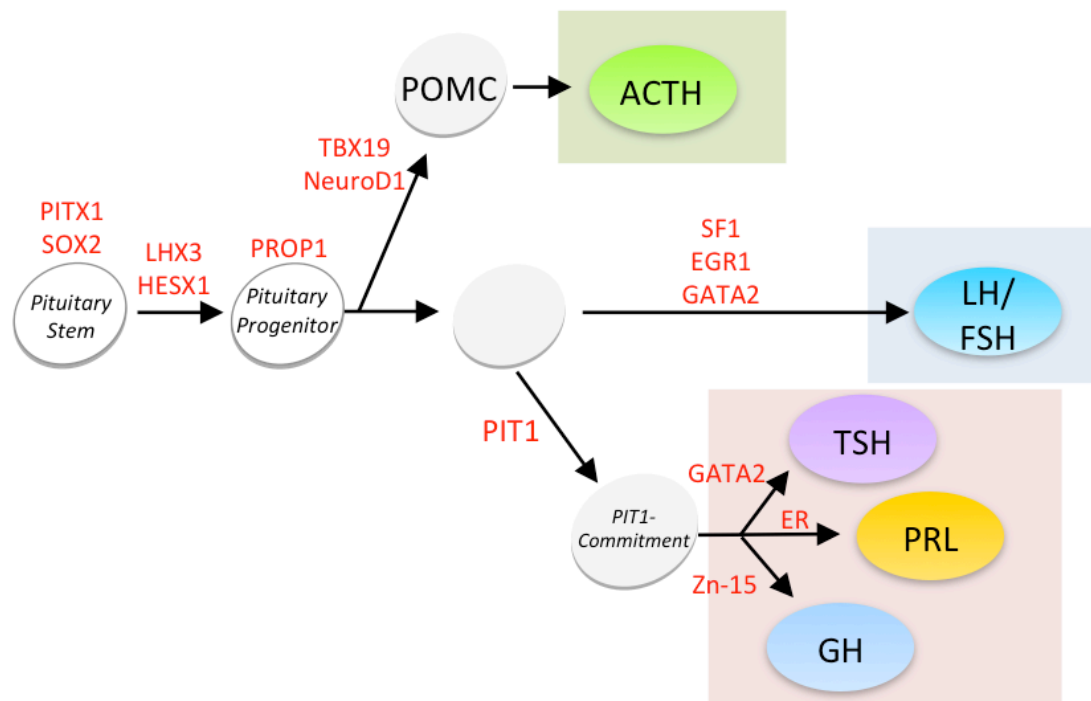 POMC
ACTH
TBX19
NeuroD1
PITX1
SOX2
LHX3
HESX1
PROP1
Pituitary
Stem
Pituitary
Progenitor
SF1
EGR1
GATA2
LH/
FSH
PIT1
PIT1-
Commitment
GATA2
ER
Zn-15
TSH
PRL
GH